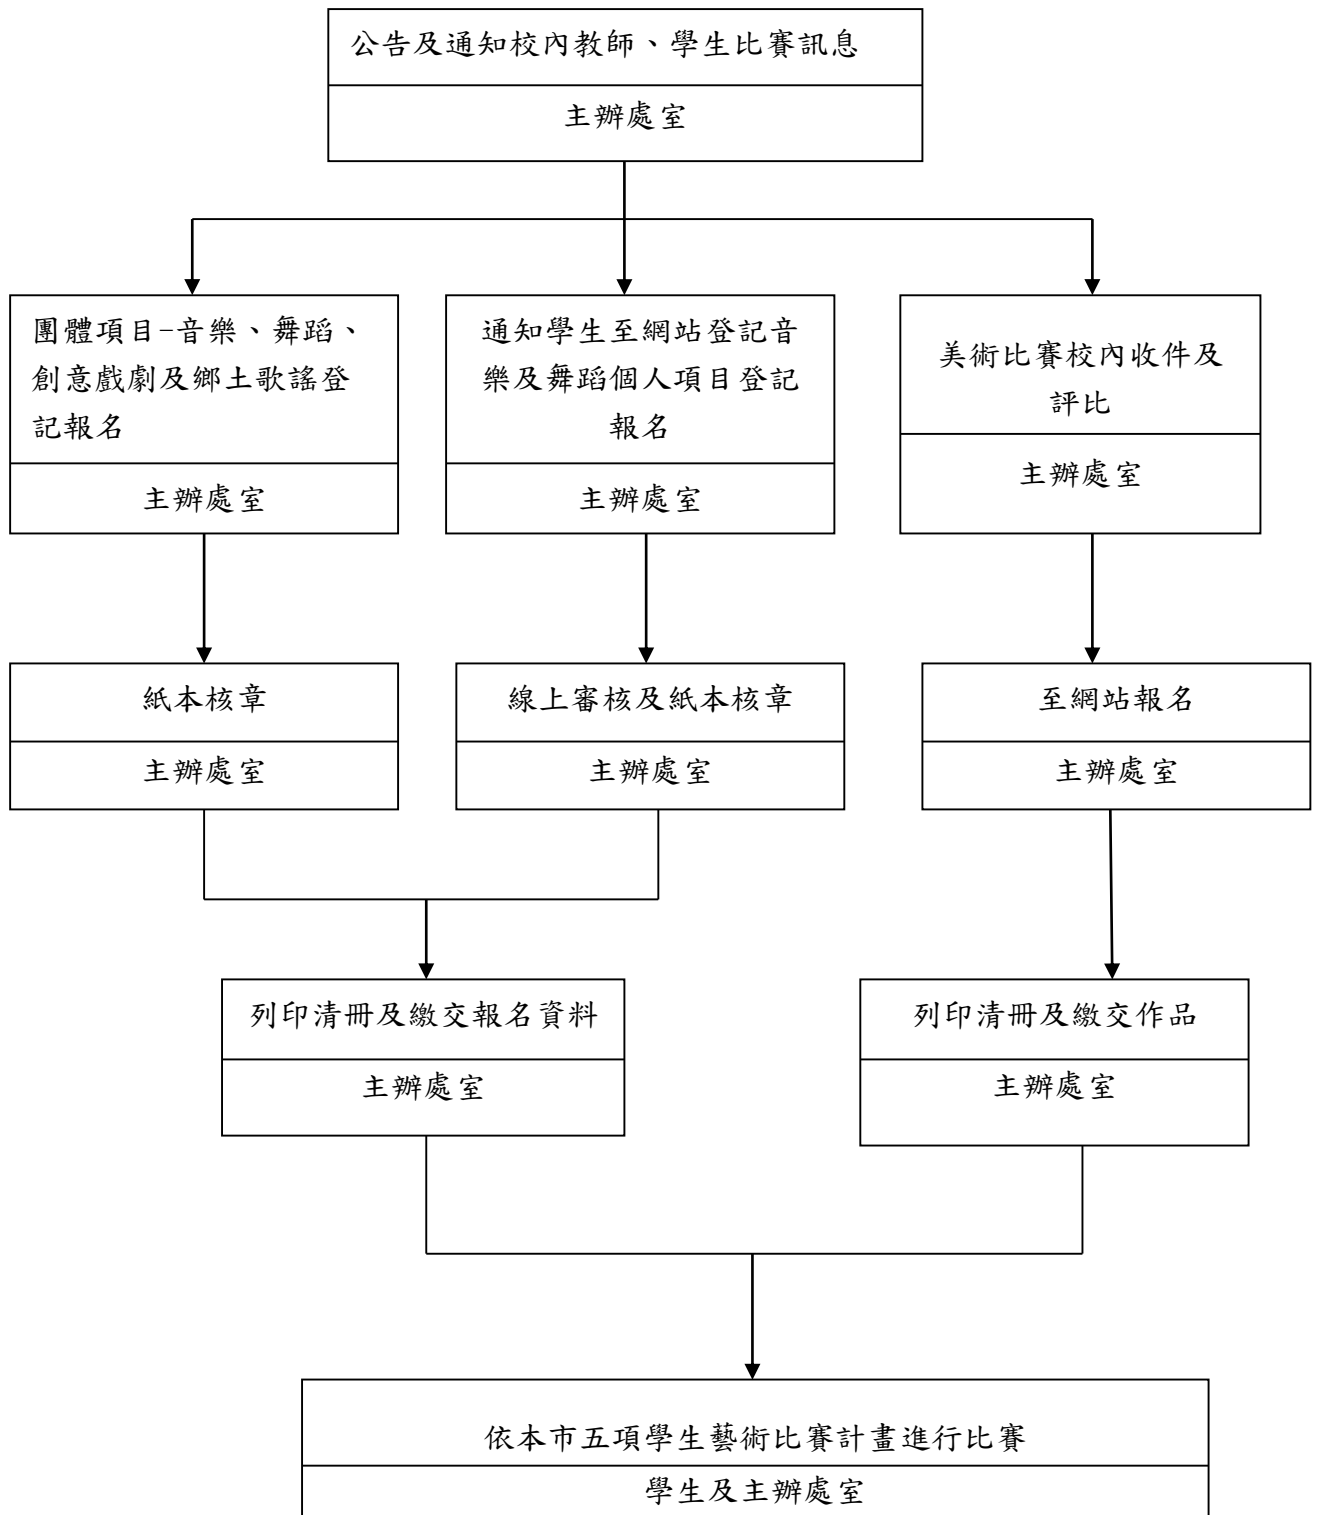 公告及通知校內教師、學生比賽訊息
主辦處室
團體項目-音樂、舞蹈、
創意戲劇及鄉土歌謠登
記報名
主辦處室
通知學生至網站登記音
樂及舞蹈個人項目登記
報名
主辦處室
美術比賽校內收件及
評比
主辦處室
紙本核章
主辦處室
線上審核及紙本核章
主辦處室
至網站報名
主辦處室
列印清冊及繳交報名資料
主辦處室
列印清冊及繳交作品
主辦處室
依本市五項學生藝術比賽計畫進行比賽
學生及主辦處室